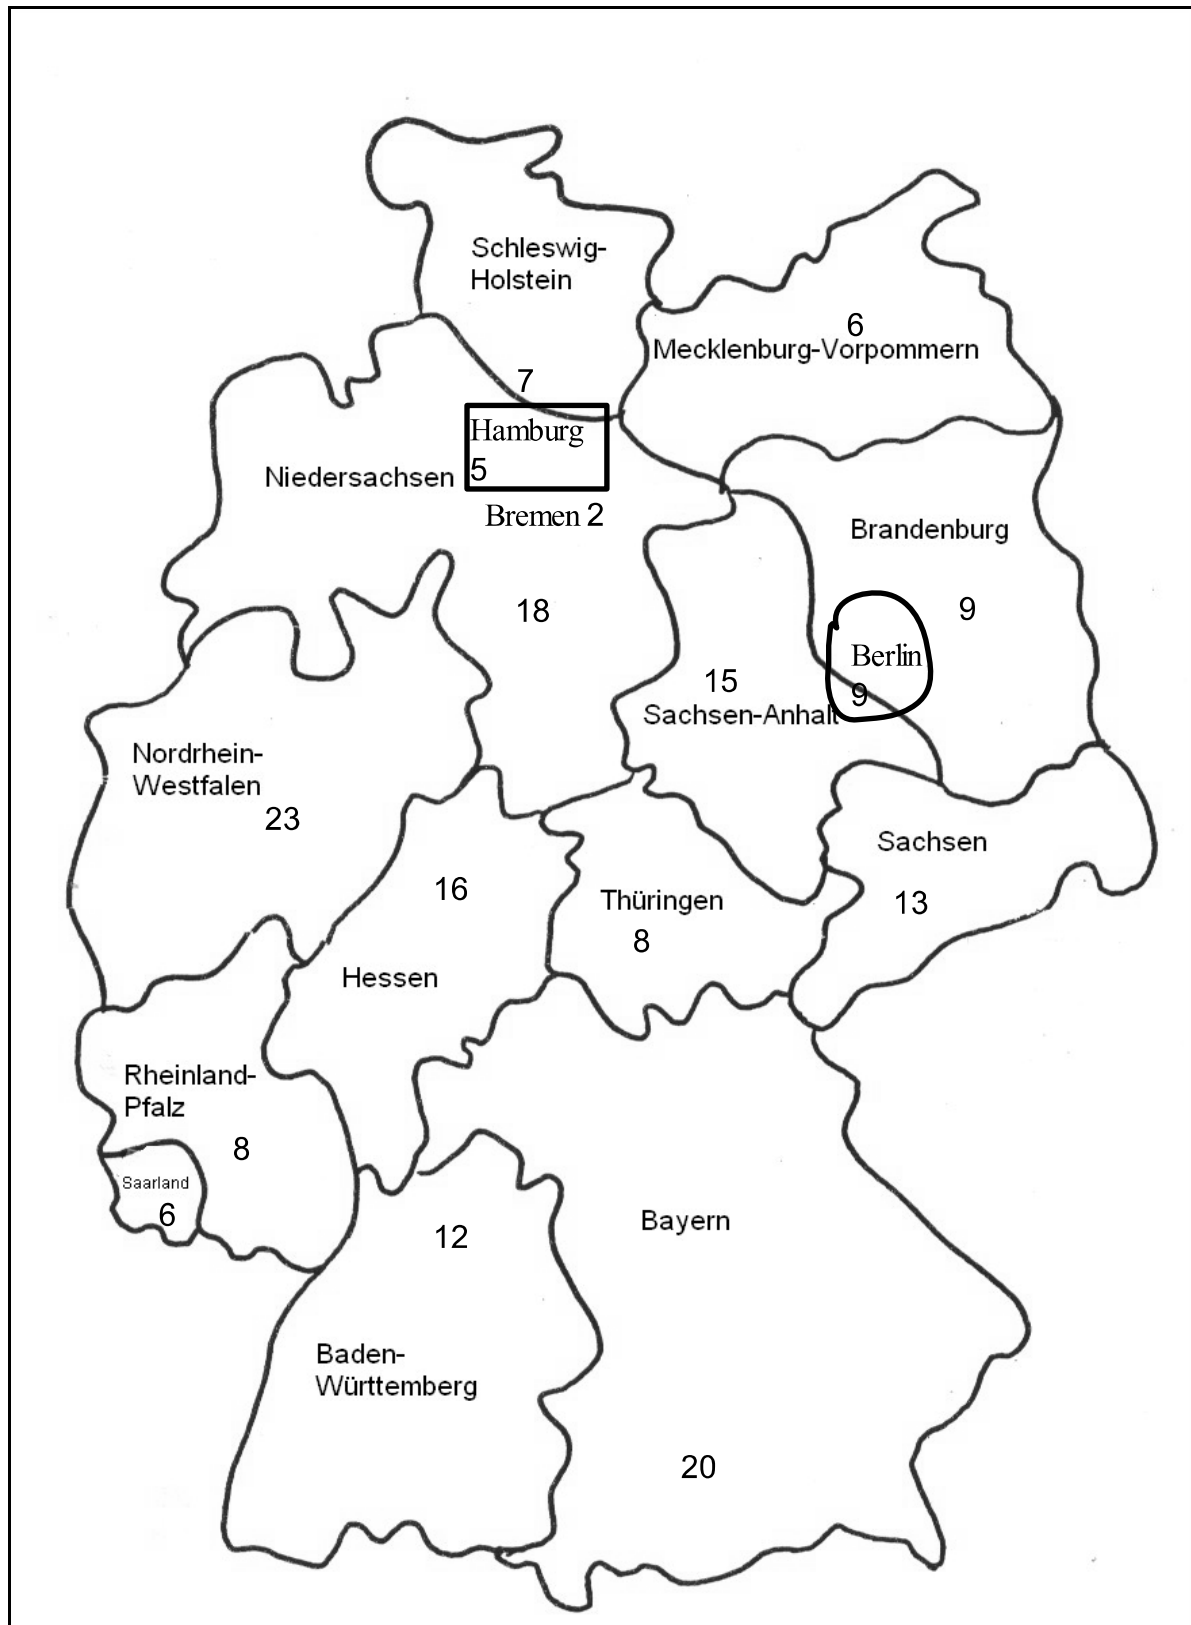 Schleswig-
Holstein
6
Mecklenburg-Vorpommern
7
Hamburg
5
Niedersachsen
Bremen 2
Brandenburg
18
9
Berlin
9
15
Sachsen-Anhalt
Nordrhein-
Westfalen
23
Sachsen
13
16
Thüringen
8
Hessen
Rheinland-
Pfalz
8
Saarland
6
12
Bayern
Baden-
Württemberg
20